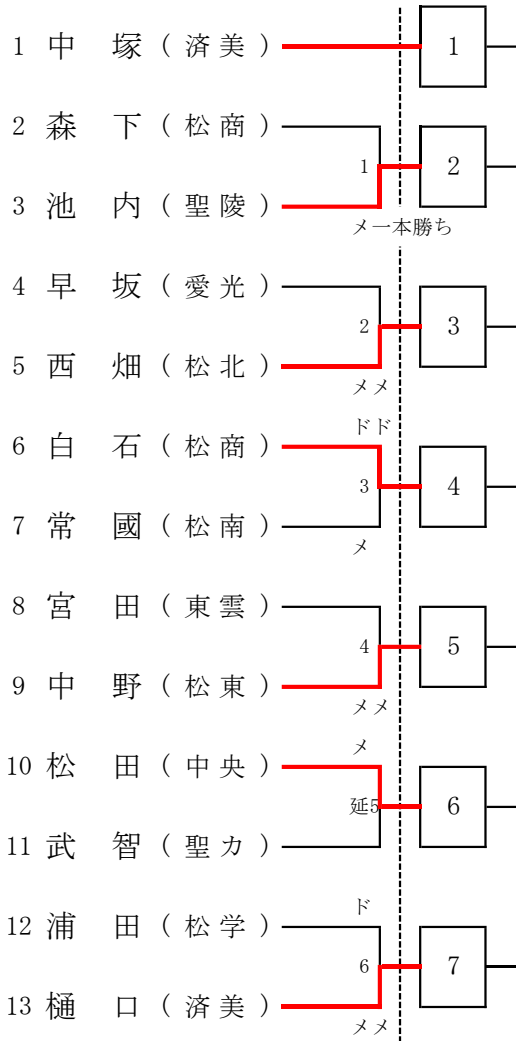 1 中 塚 ( 済 美 ) 1
2 森 下 ( 松 商 )
1 2
3 池 内 ( 聖 陵 )
メ一本勝ち
4 早 坂 ( 愛 光 )
2 3
5 西 畑 ( 松 北 )
メメ
ドド
6 白 石 ( 松 商 )
3 4
7 常 國 ( 松 南 )
メ
8 宮 田 ( 東 雲 )
4 5
9 中 野 ( 松 東 )
メメ
メ
10 松 田 ( 中 央 )
延5 6
11 武 智 ( 聖 カ )
ド
12 浦 田 ( 松 学 )
6 7
13 樋 口 ( 済 美 )
メメ